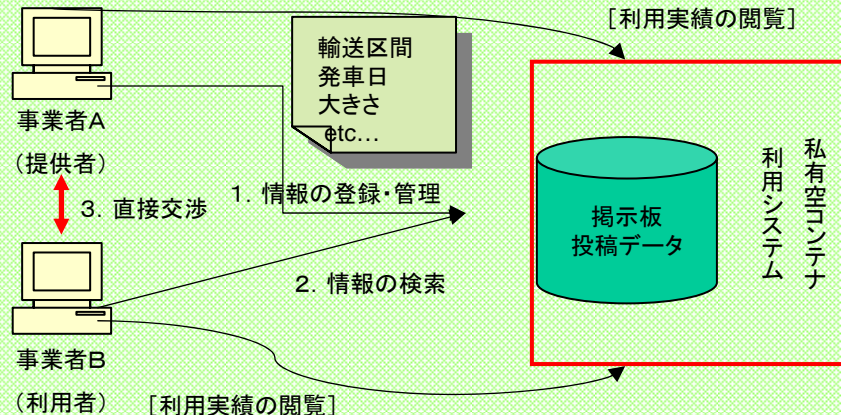 ［利用実績の閲覧］
輸送区間
発車日
大きさ
etc…
事業者Ａ
（提供者）
1．情報の登録・管理
3．直接交渉
掲示板
投稿データ
私有空コンテナ
利用システム
２．情報の検索
事業者Ｂ
（利用者）
［利用実績の閲覧］